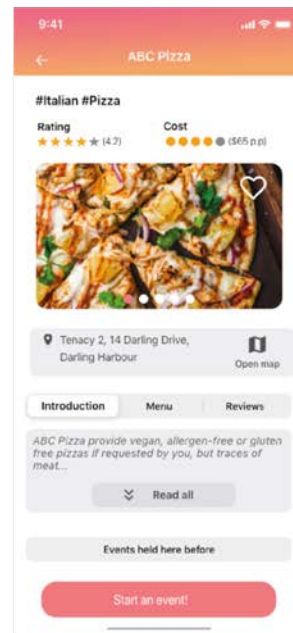 9:41
ABC Pizza
#Italian #Pizza
Rating
Cost
(4.2)
($65 p.p)
Tenacy 2, 14 Darling Drive,
Darling Harbour
Open map
Introduction
Menu
Reviews
ABC Pizza provide vegan, allergen-free or gluten
free pizzas if requested by you, but traces of
meat...
Read all
Events held here before
Start an event!